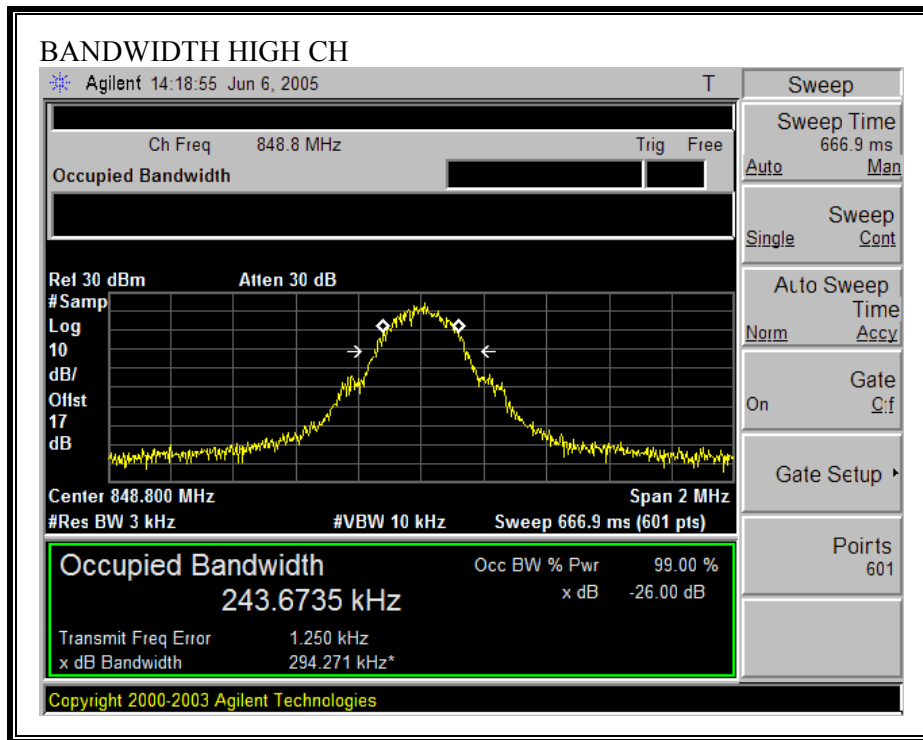 BANDWIDTH HIGH CH
Agilent 14:18:55 Jun 6, 2005 T
Ch Freq 848.8 MHz Trig Free
Occupied Bandwidth
Ref 30 dBm Atten 30 dB
#Samp
Log
10
dB/
Offst
17
dB
Center 848.800 MHz Span 2 MHz
#Res BW 3 kHz #VBW 10 kHz Sweep 666.9 ms (601 pts)
Occupied Bandwidth Occ BW % Pwr 99.00 %
243.6735 kHz x dB -26.00 dB
Transmit Freq Error 1.250 kHz
x dB Bandwidth 294.271 kHz*
Copyright 2000-2003 Agilent Technologies
Sweep
Sweep Time
666.9 ms
Auto Man
Sweep
Single Cont
Auto Sweep
Time
Norm Accy
Gate
On Off
Gate Setup
Points
601